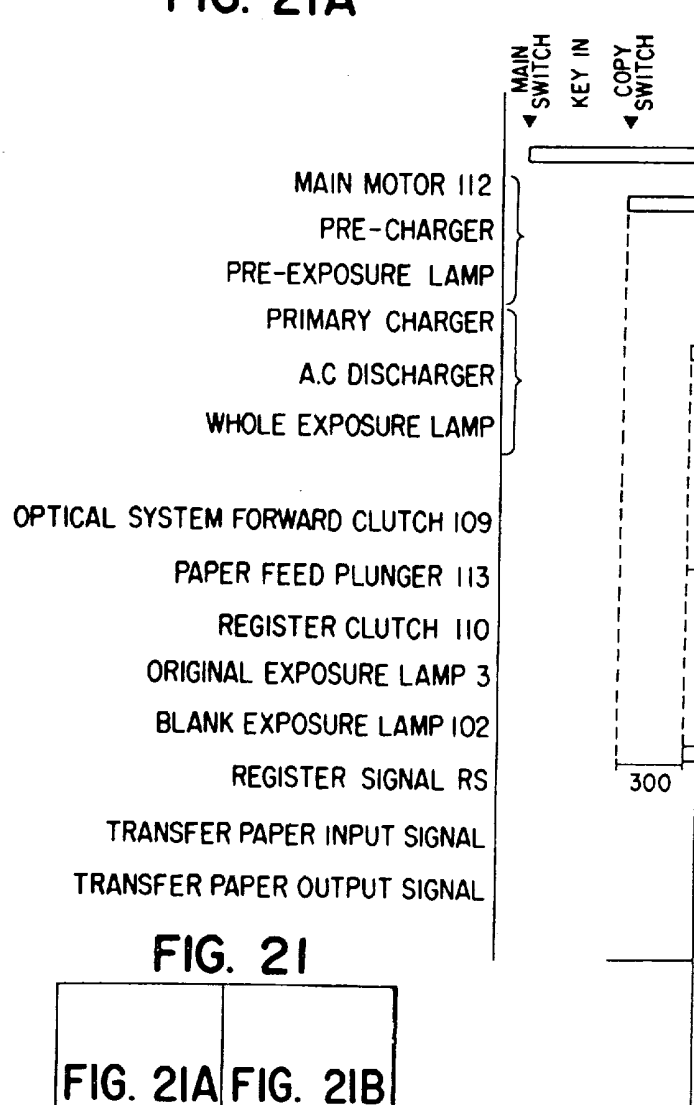 FIG. 21A
MAIN SWITCH
KEY IN
COPY SWITCH
MAIN MOTOR 112
PRE-CHARGER
PRE-EXPOSURE LAMP
PRIMARY CHARGER
A.C DISCHARGER
WHOLE EXPOSURE LAMP
OPTICAL SYSTEM FORWARD CLUTCH 109
PAPER FEED PLUNGER 113
REGISTER CLUTCH 110
ORIGINAL EXPOSURE LAMP 3
BLANK EXPOSURE LAMP 102
REGISTER SIGNAL RS
300
TRANSFER PAPER INPUT SIGNAL
TRANSFER PAPER OUTPUT SIGNAL
FIG. 21
FIG. 21A FIG. 21B